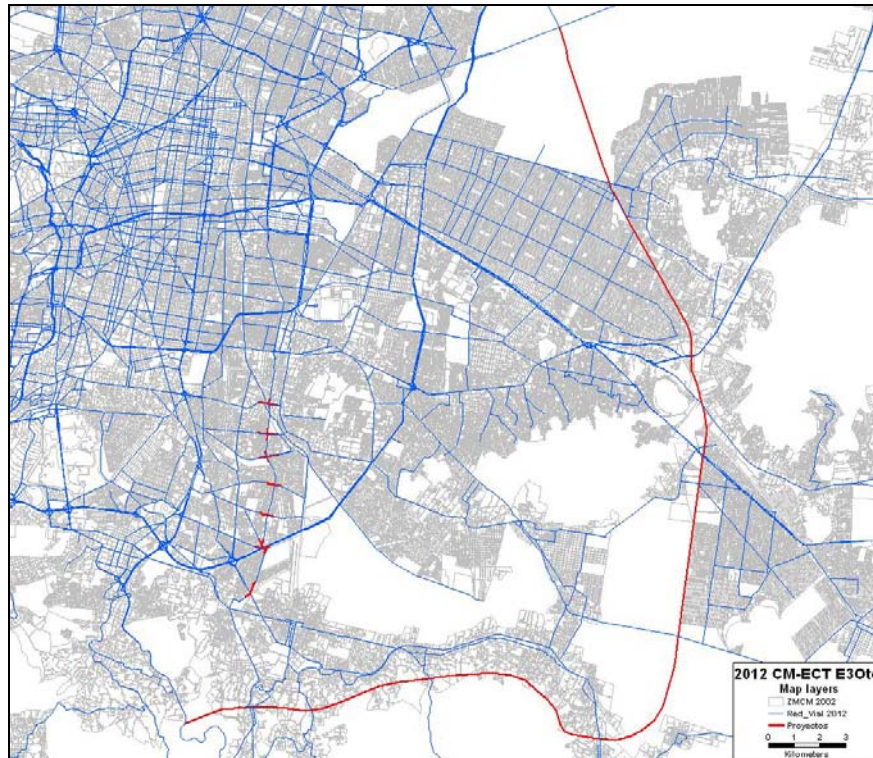 2012 CM-ECT E3Ot
Map layers
ZMCM 2002
Red_Vial 2012
Proyectos
0 1 2 3
Kilometers